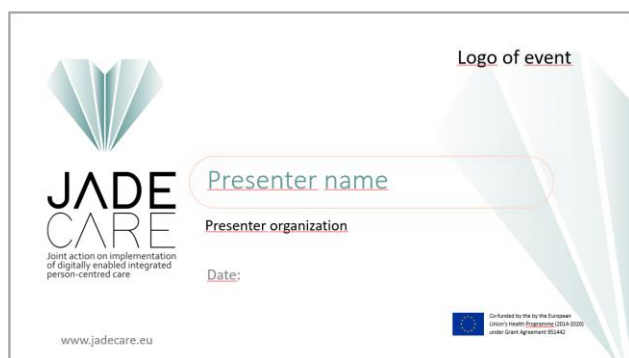 Logo of event
JADE
CARE
Joint action on implementation
of digitally enabled integrated
person-centred care
Presenter name
Presenter organization
Date:
www.jadecare.eu
Co-funded by the by the European
Union's Health Programme (2014-2020)
under Grant Agreement 951442